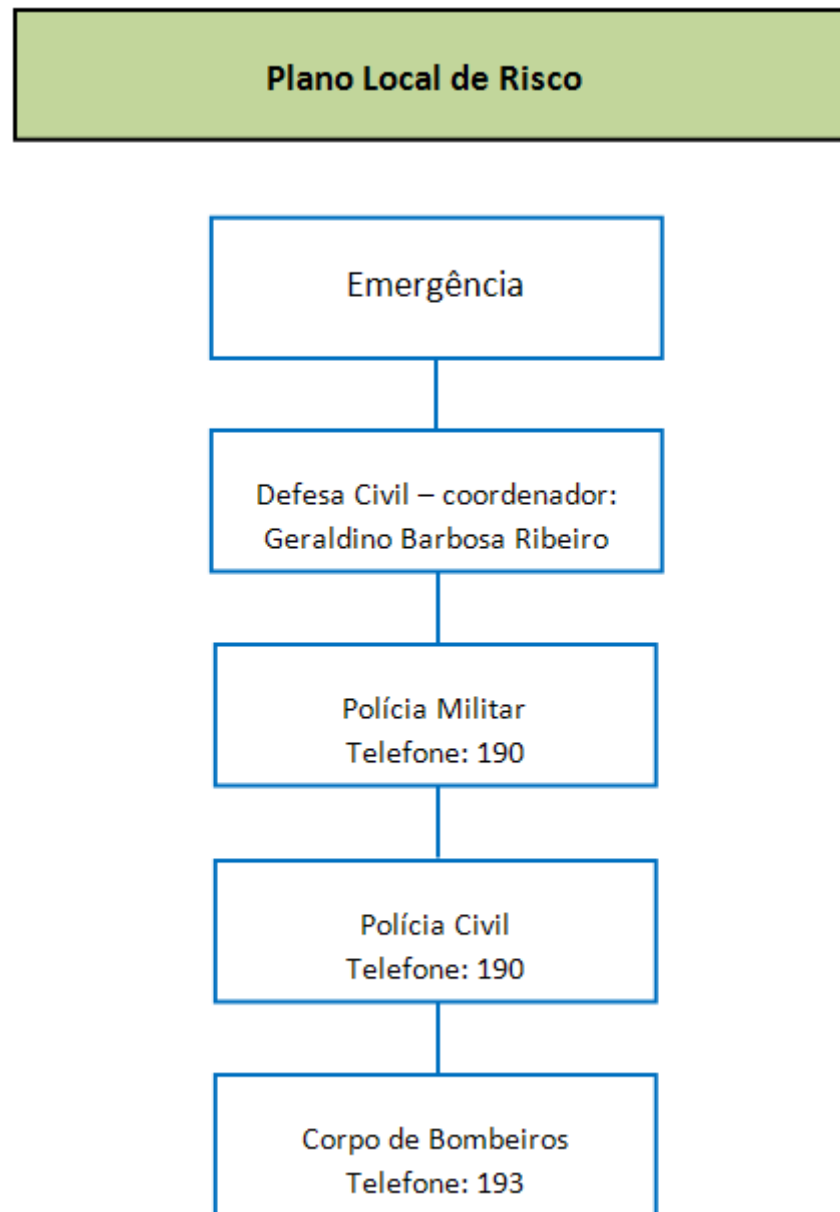 Plano Local de Risco
Emergência
Defesa Civil – coordenador:
Geraldino Barbosa Ribeiro
Polícia Militar
Telefone: 190
Polícia Civil
Telefone: 190
Corpo de Bombeiros
Telefone: 193